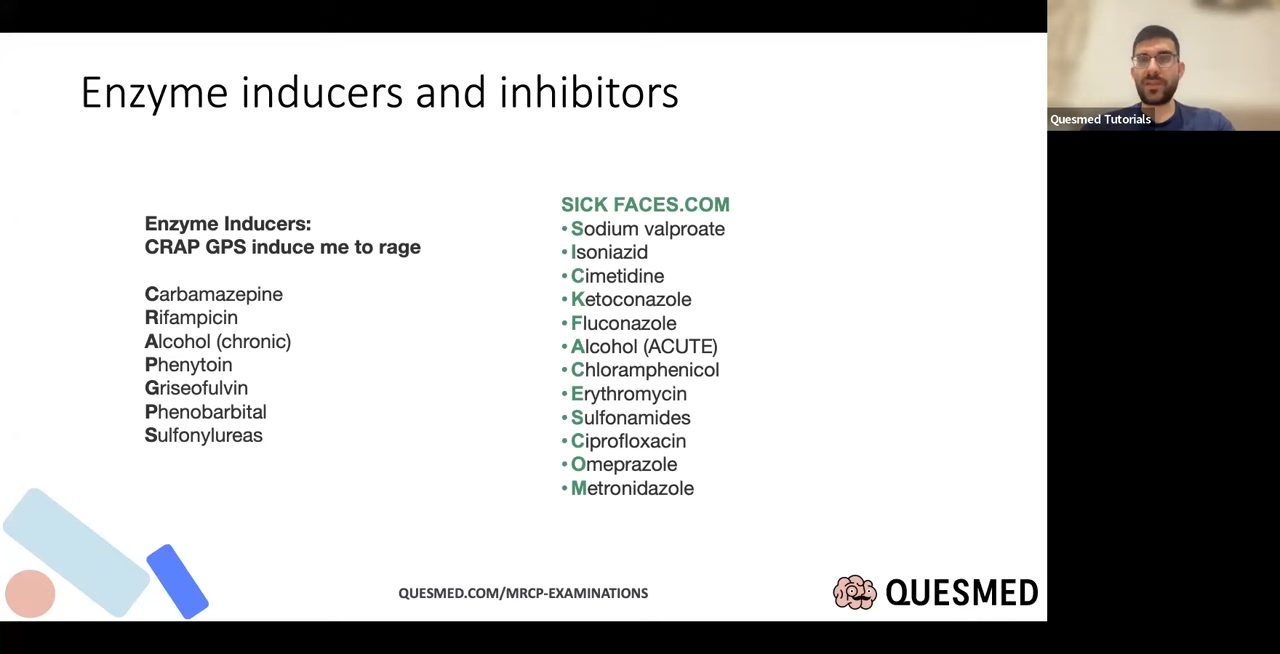 Enzyme inducers and inhibitors
Enzyme Inducers:
CRAP GPS induce me to rage
Carbamazepine
Rifampicin
Alcohol (chronic)
Phenytoin
Griseofulvin
Phenobarbital
Sulfonylureas
SICK FACES.COM
• Sodium valproate
• Isoniazid
• Cimetidine
• Ketoconazole
• Fluconazole
• Alcohol (ACUTE)
• Chloramphenicol
• Erythromycin
• Sulfonamides
• Ciprofloxacin
• Omeprazole
• Metronidazole
QUESMED.COM/MRCP-EXAMINATIONS
QUESMED
Quesmed Tutorials